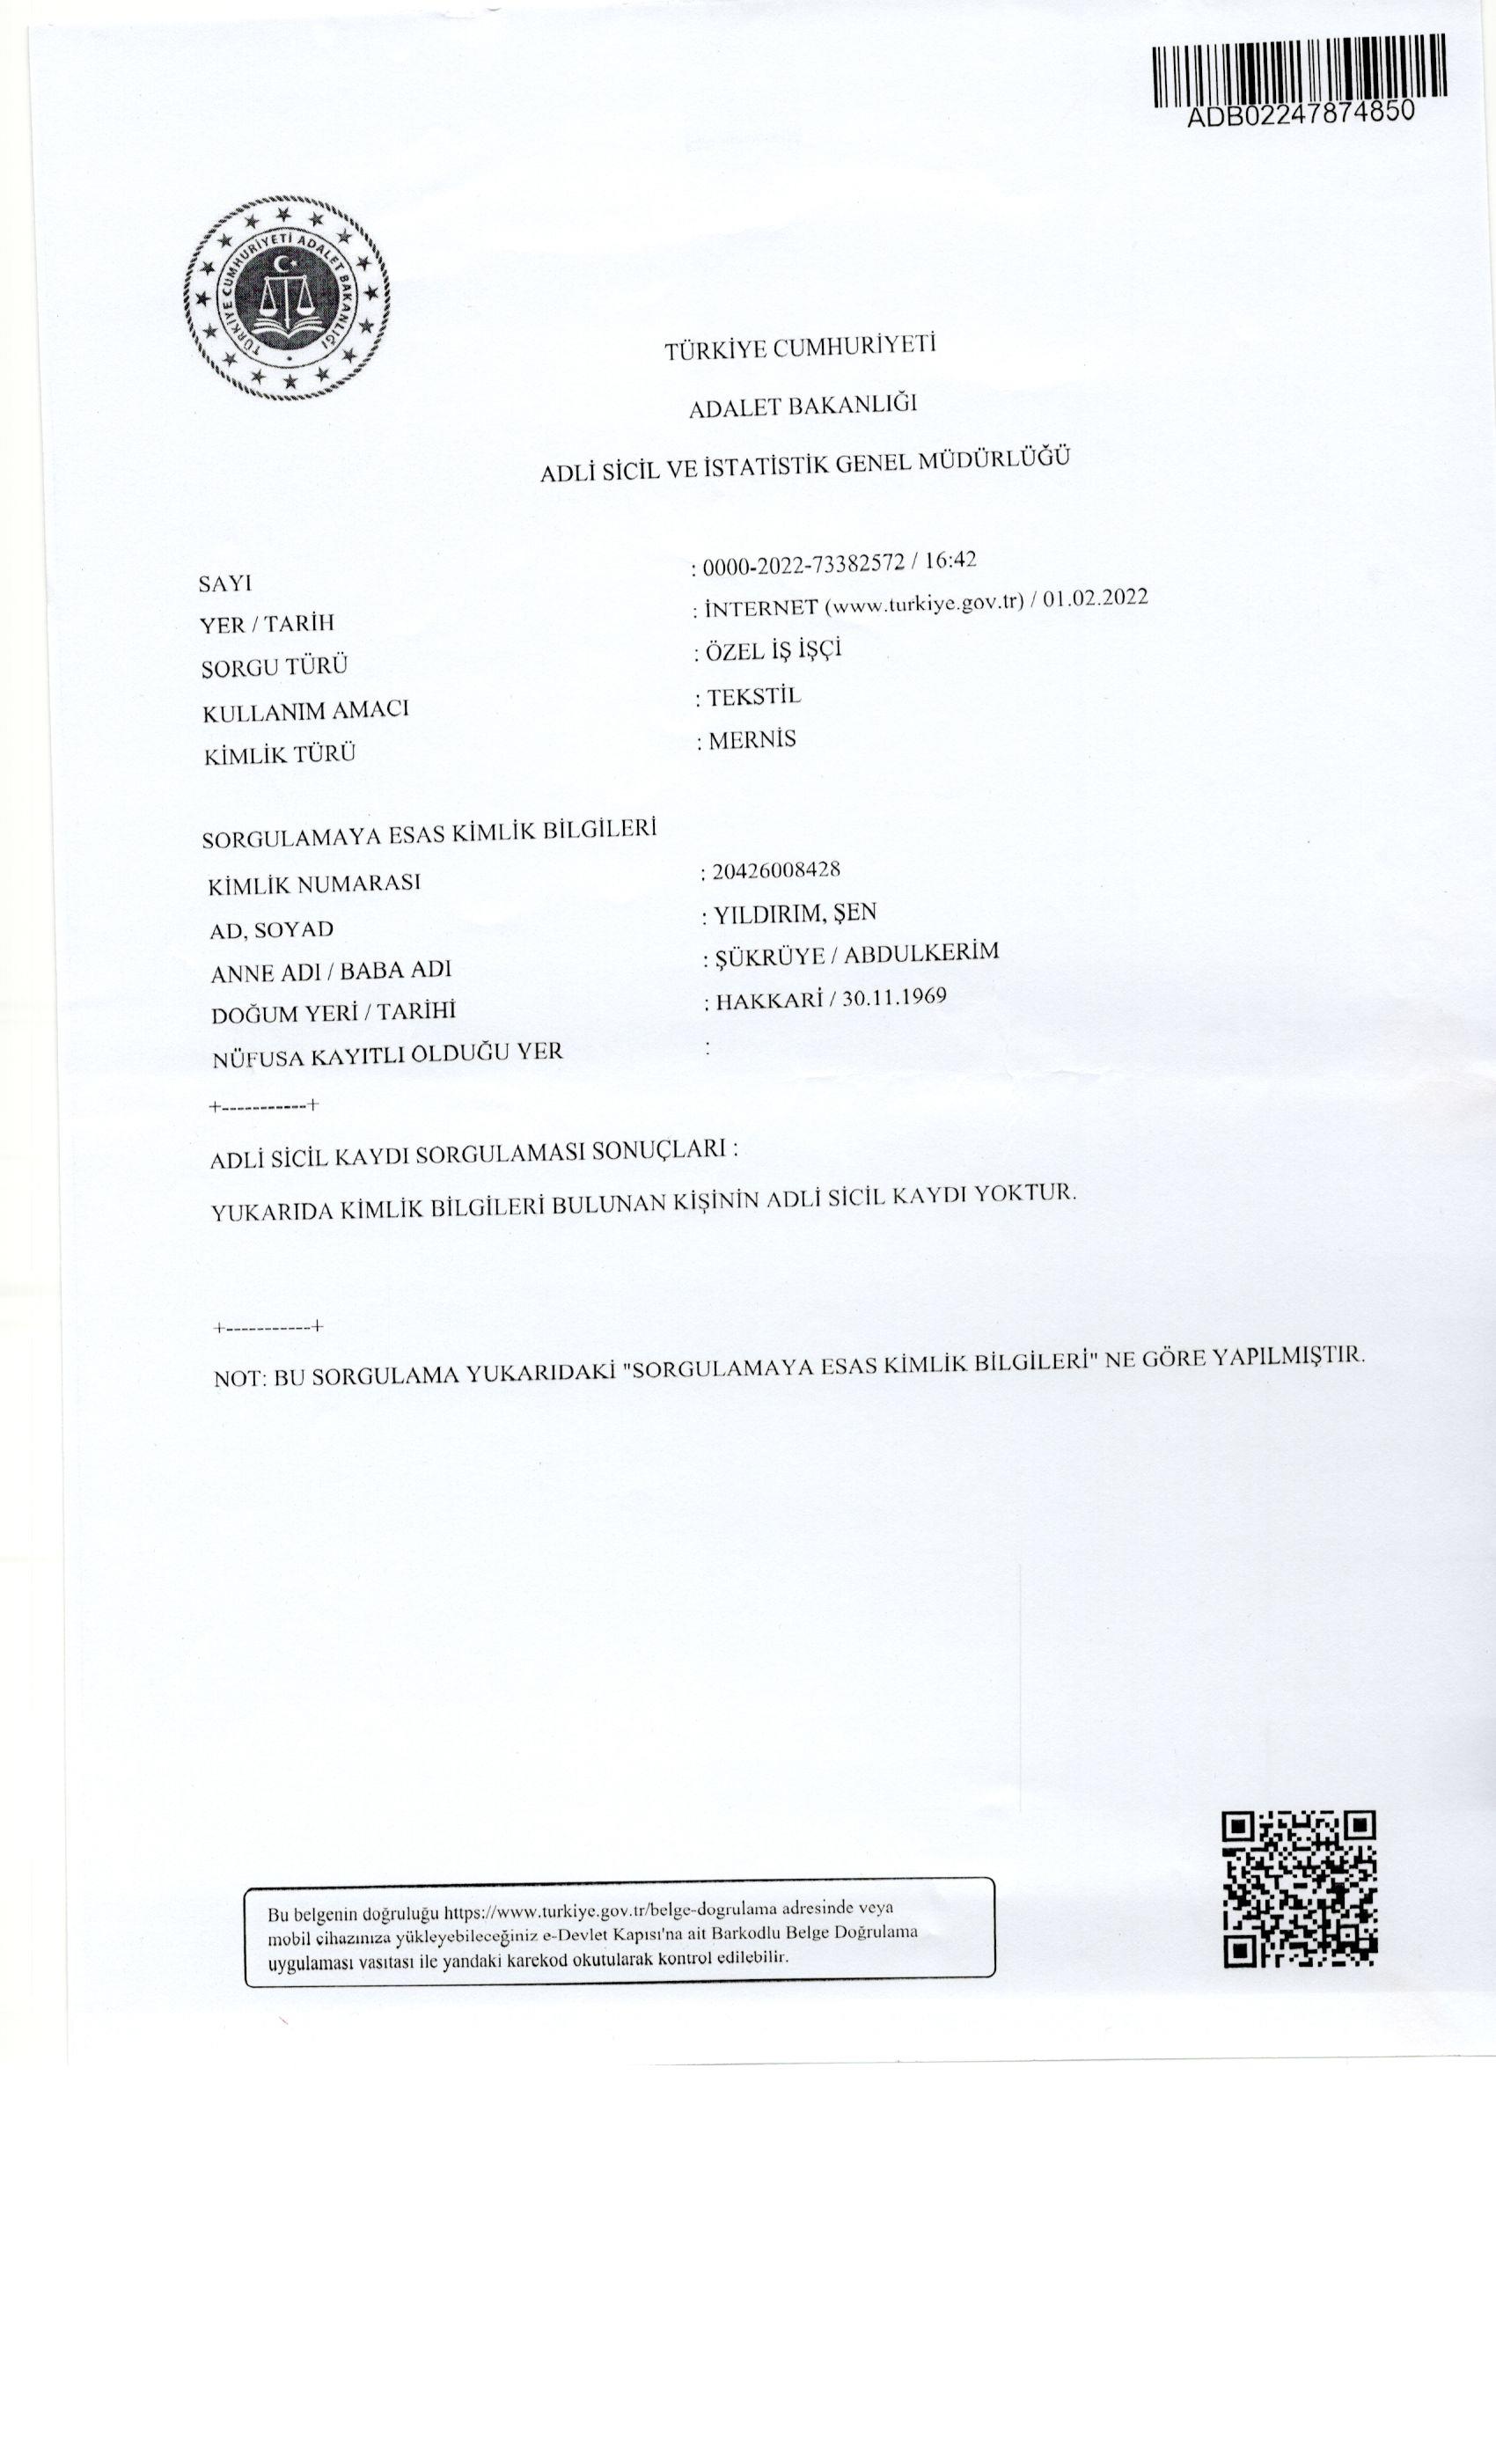 ADB02247874850
TÜRKİYE CUMHURİYETİ ADALET BAKANLIĞI
TÜRKİYE CUMHURİYETİ
ADALET BAKANLIĞI
ADLİ SİCİL VE İSTATİSTİK GENEL MÜDÜRLÜĞÜ
SAYI : 0000-2022-73382572 / 16:42
YER / TARİH : İNTERNET (www.turkiye.gov.tr) / 01.02.2022
SORGU TÜRÜ : ÖZEL İŞ İŞÇİ
KULLANIM AMACI : TEKSTİL
KİMLİK TÜRÜ : MERNİS
SORGULAMAYA ESAS KİMLİK BİLGİLERİ
KİMLİK NUMARASI : 20426008428
AD, SOYAD : YILDIRIM, ŞEN
ANNE ADI / BABA ADI : ŞÜKRÜYE / ABDULKERİM
DOĞUM YERİ / TARİHİ : HAKKARİ / 30.11.1969
NÜFUSA KAYITLI OLDUĞU YER :
+-----------+
ADLİ SİCİL KAYDI SORGULAMASI SONUÇLARI :
YUKARIDA KİMLİK BİLGİLERİ BULUNAN KİŞİNİN ADLİ SİCİL KAYDI YOKTUR.
+-----------+
NOT: BU SORGULAMA YUKARIDAKİ "SORGULAMAYA ESAS KİMLİK BİLGİLERİ" NE GÖRE YAPILMIŞTIR.
Bu belgenin doğruluğu https://www.turkiye.gov.tr/belge-dogrulama adresinde veya
mobil cihazınıza yükleyebileceğiniz e-Devlet Kapısı'na ait Barkodlu Belge Doğrulama
uygulaması vasıtası ile yandaki karekod okutularak kontrol edilebilir.